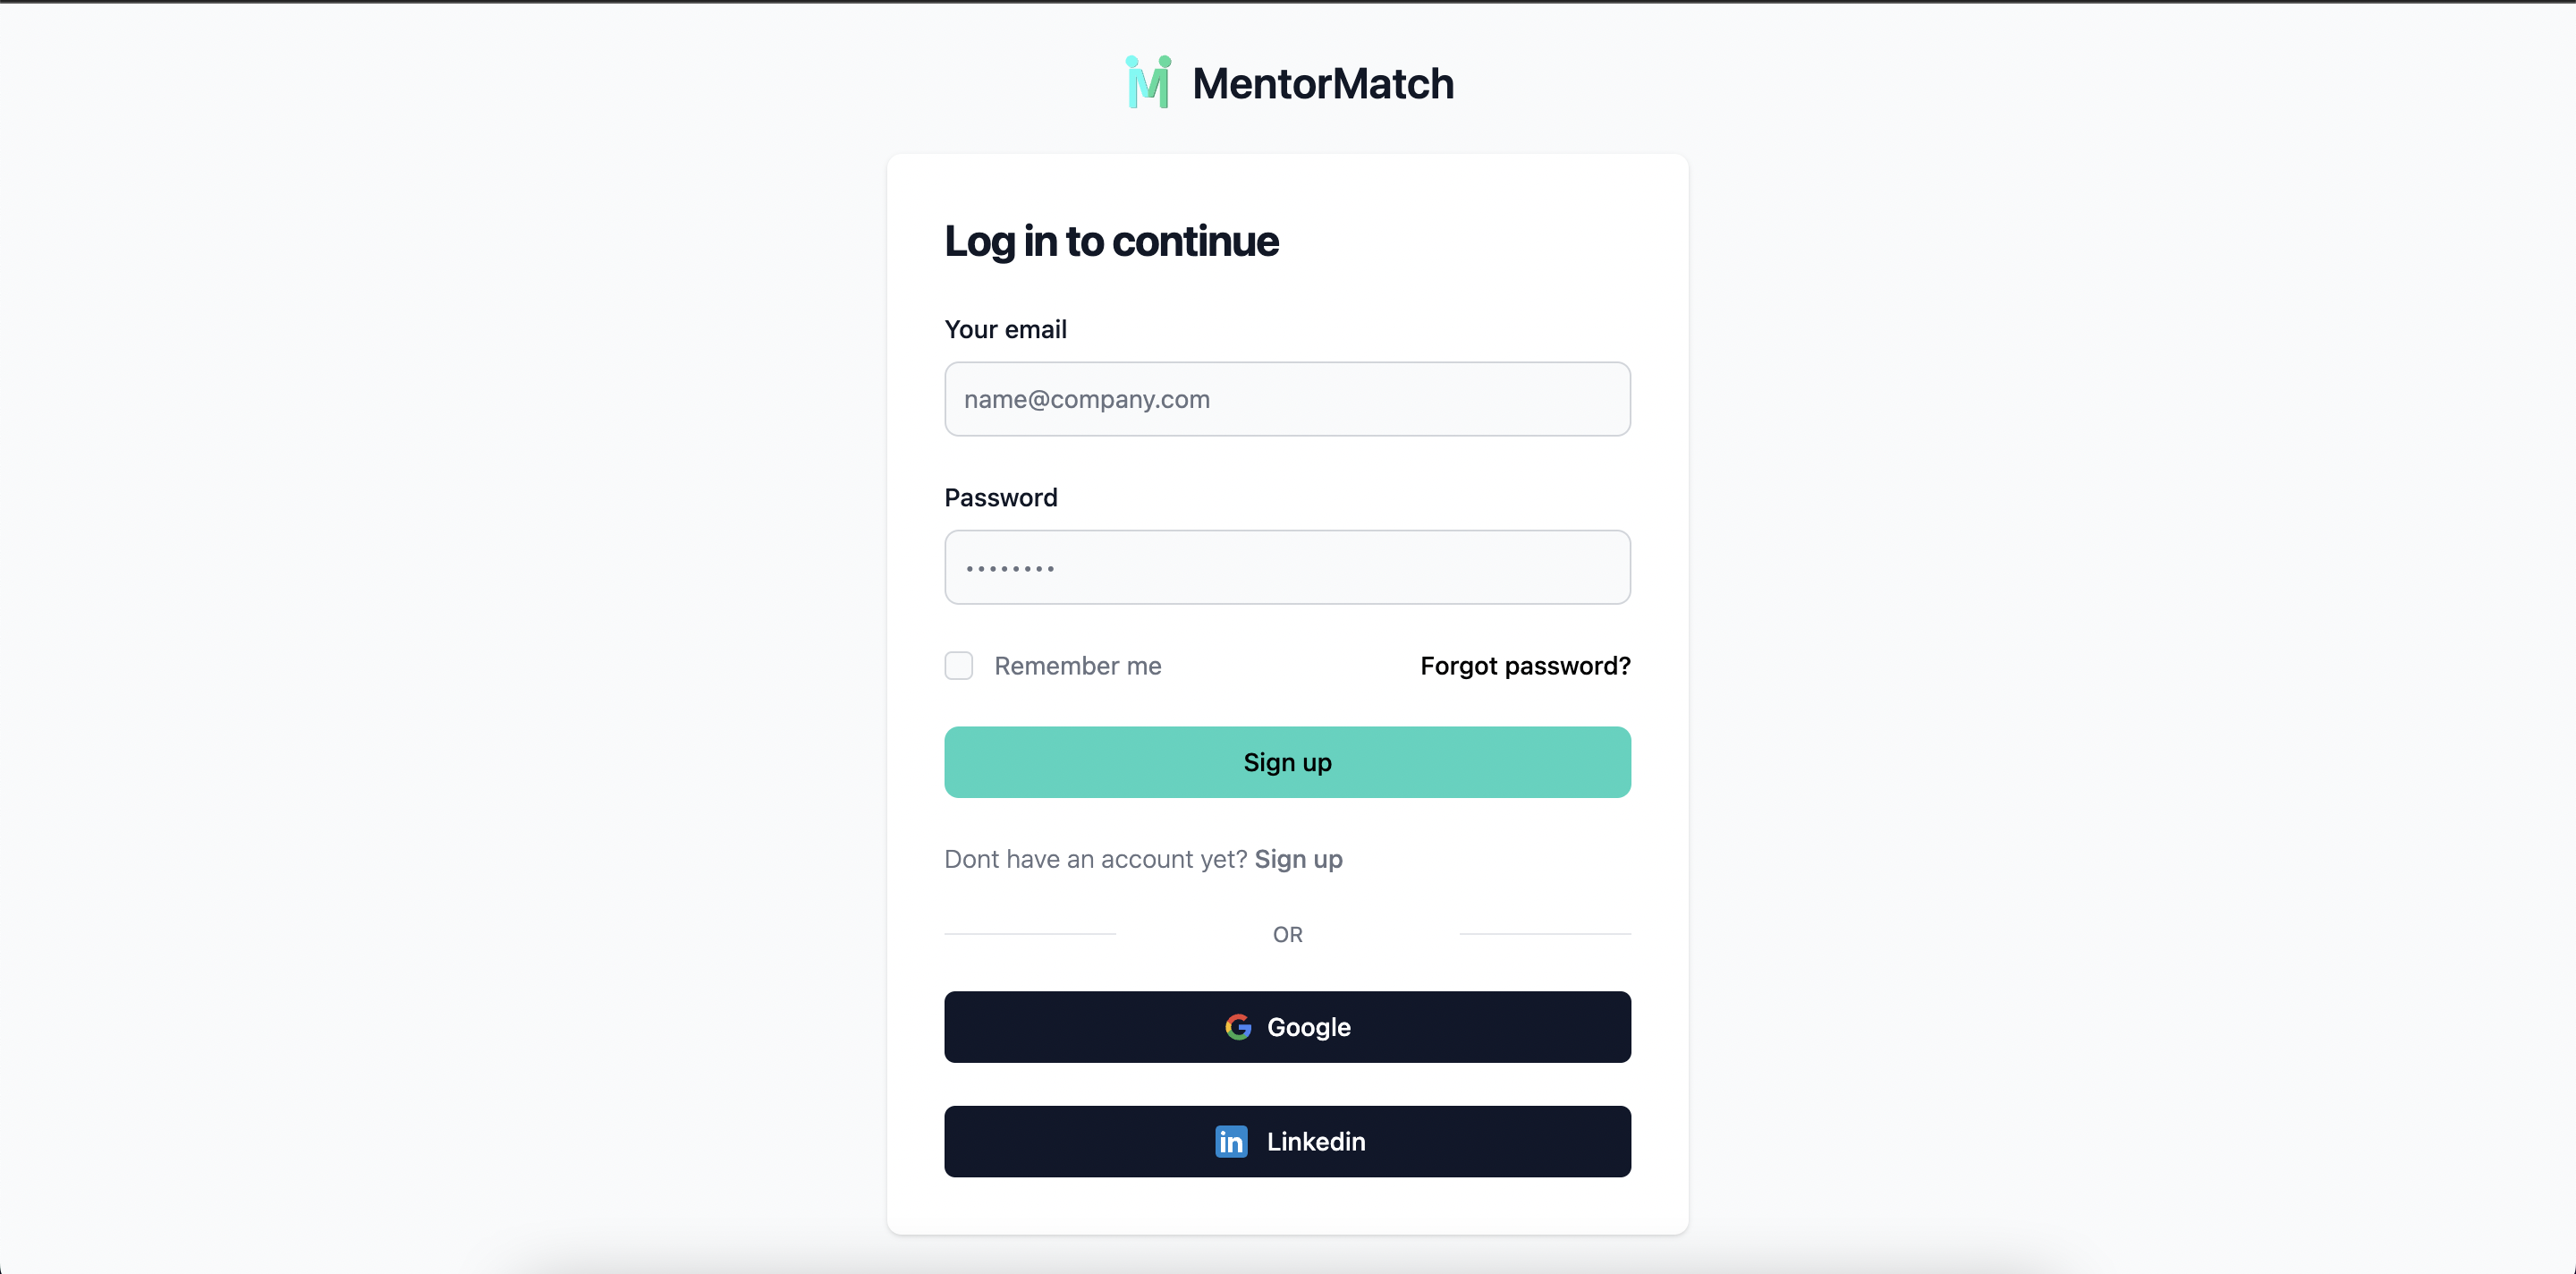 MentorMatch
Log in to continue
Your email
name@company.com
Password
••••••••
Remember me Forgot password?
Sign up
Dont have an account yet? Sign up
OR
Google
in Linkedin